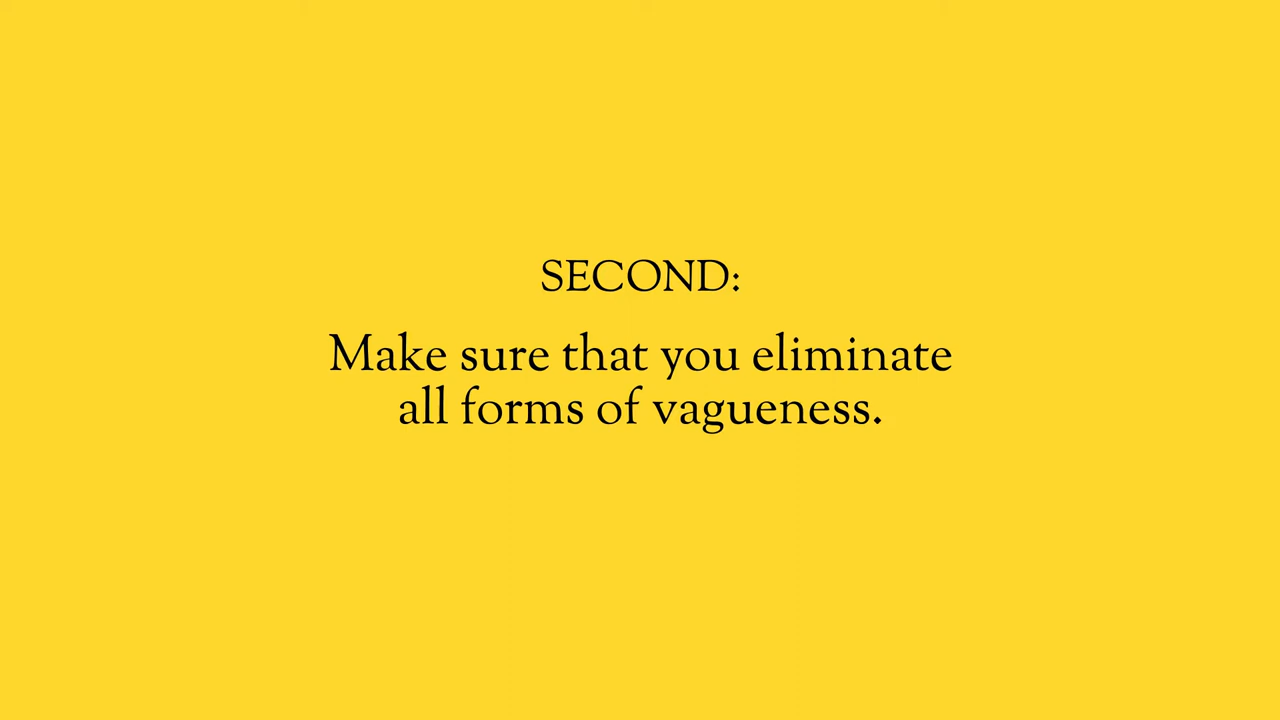 SECOND:
Make sure that you eliminate
all forms of vagueness.